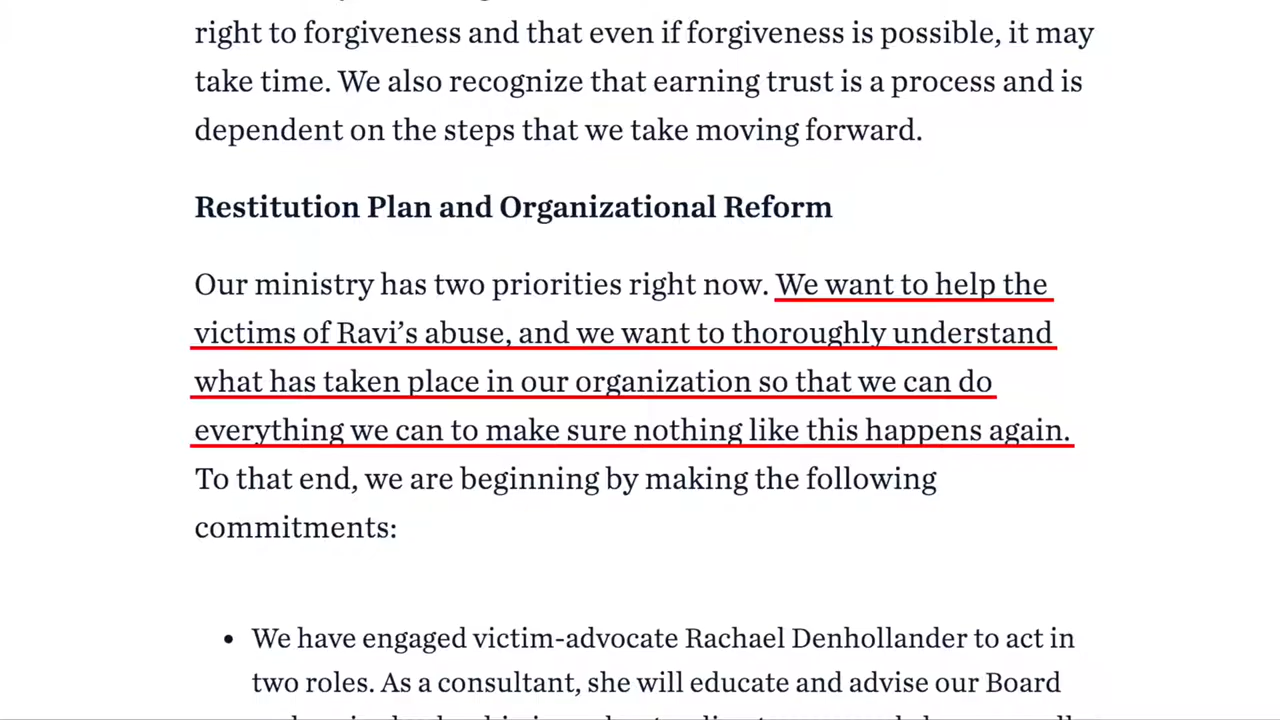 right to forgiveness and that even if forgiveness is possible, it may
take time. We also recognize that earning trust is a process and is
dependent on the steps that we take moving forward.
Restitution Plan and Organizational Reform
Our ministry has two priorities right now. We want to help the
victims of Ravi’s abuse, and we want to thoroughly understand
what has taken place in our organization so that we can do
everything we can to make sure nothing like this happens again.
To that end, we are beginning by making the following
commitments:
• We have engaged victim-advocate Rachael Denhollander to act in
two roles. As a consultant, she will educate and advise our Board